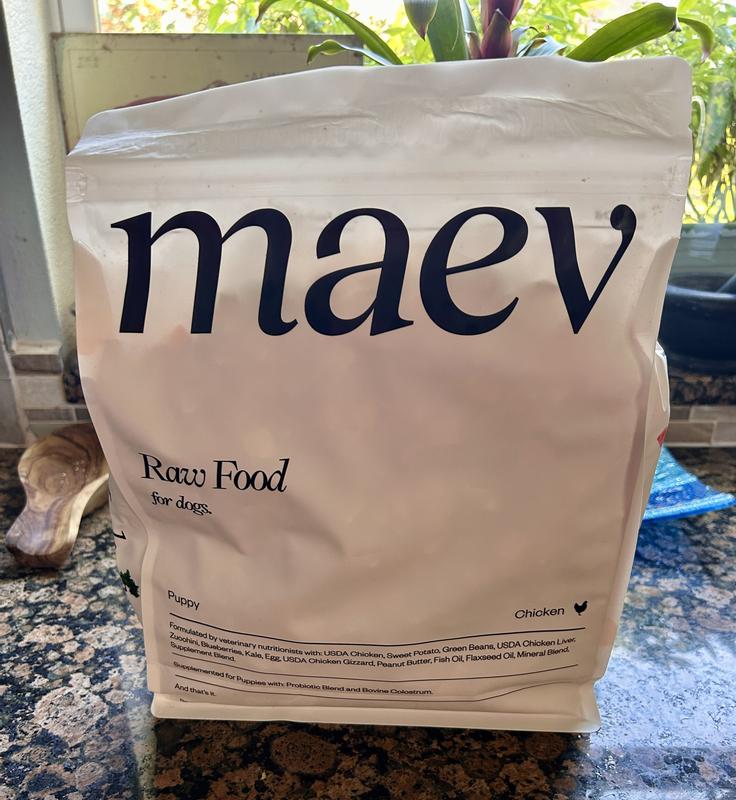 maev
Raw Food
for dogs.
Puppy
Chicken
Formulated by veterinary nutritionists with: USDA Chicken, Sweet Potato, Green Beans, USDA Chicken Liver,
Zucchini, Blueberries, Kale, Egg, USDA Chicken Gizzard, Peanut Butter, Fish Oil, Flaxseed Oil, Mineral Blend,
Supplement Blend.
Supplemented for Puppies with: Probiotic Blend and Bovine Colostrum.
And that's it.